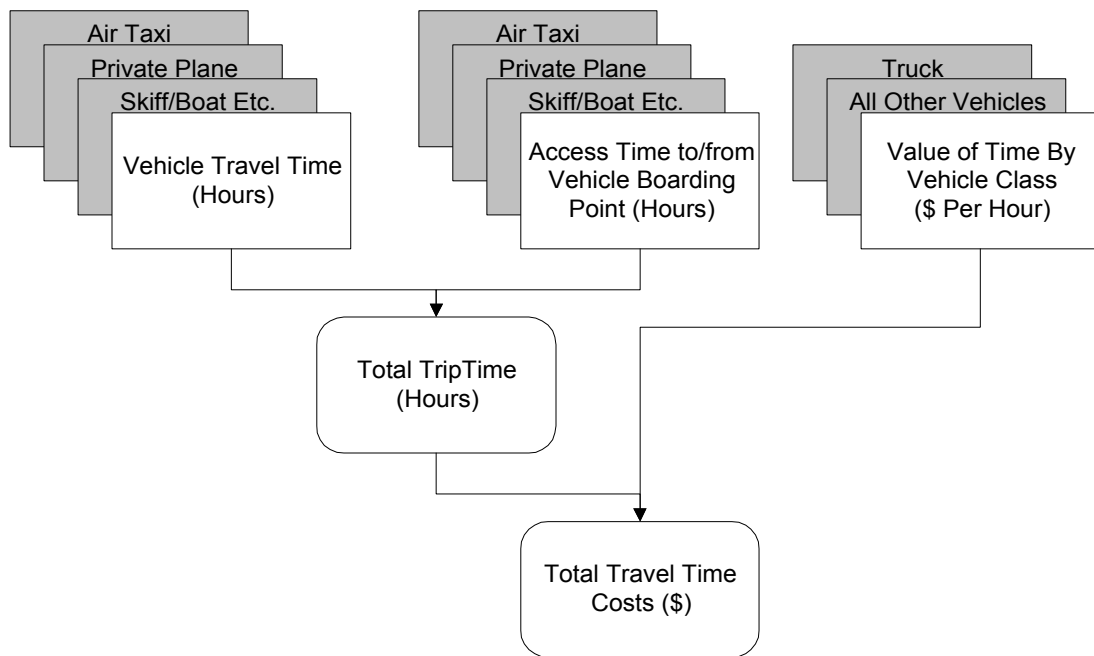 Air Taxi
Private Plane
Skiff/Boat Etc.
Vehicle Travel Time
(Hours)
Air Taxi
Private Plane
Skiff/Boat Etc.
Access Time to/from
Vehicle Boarding
Point (Hours)
Truck
All Other Vehicles
Value of Time By
Vehicle Class
($ Per Hour)
Total TripTime
(Hours)
Total Travel Time
Costs ($)